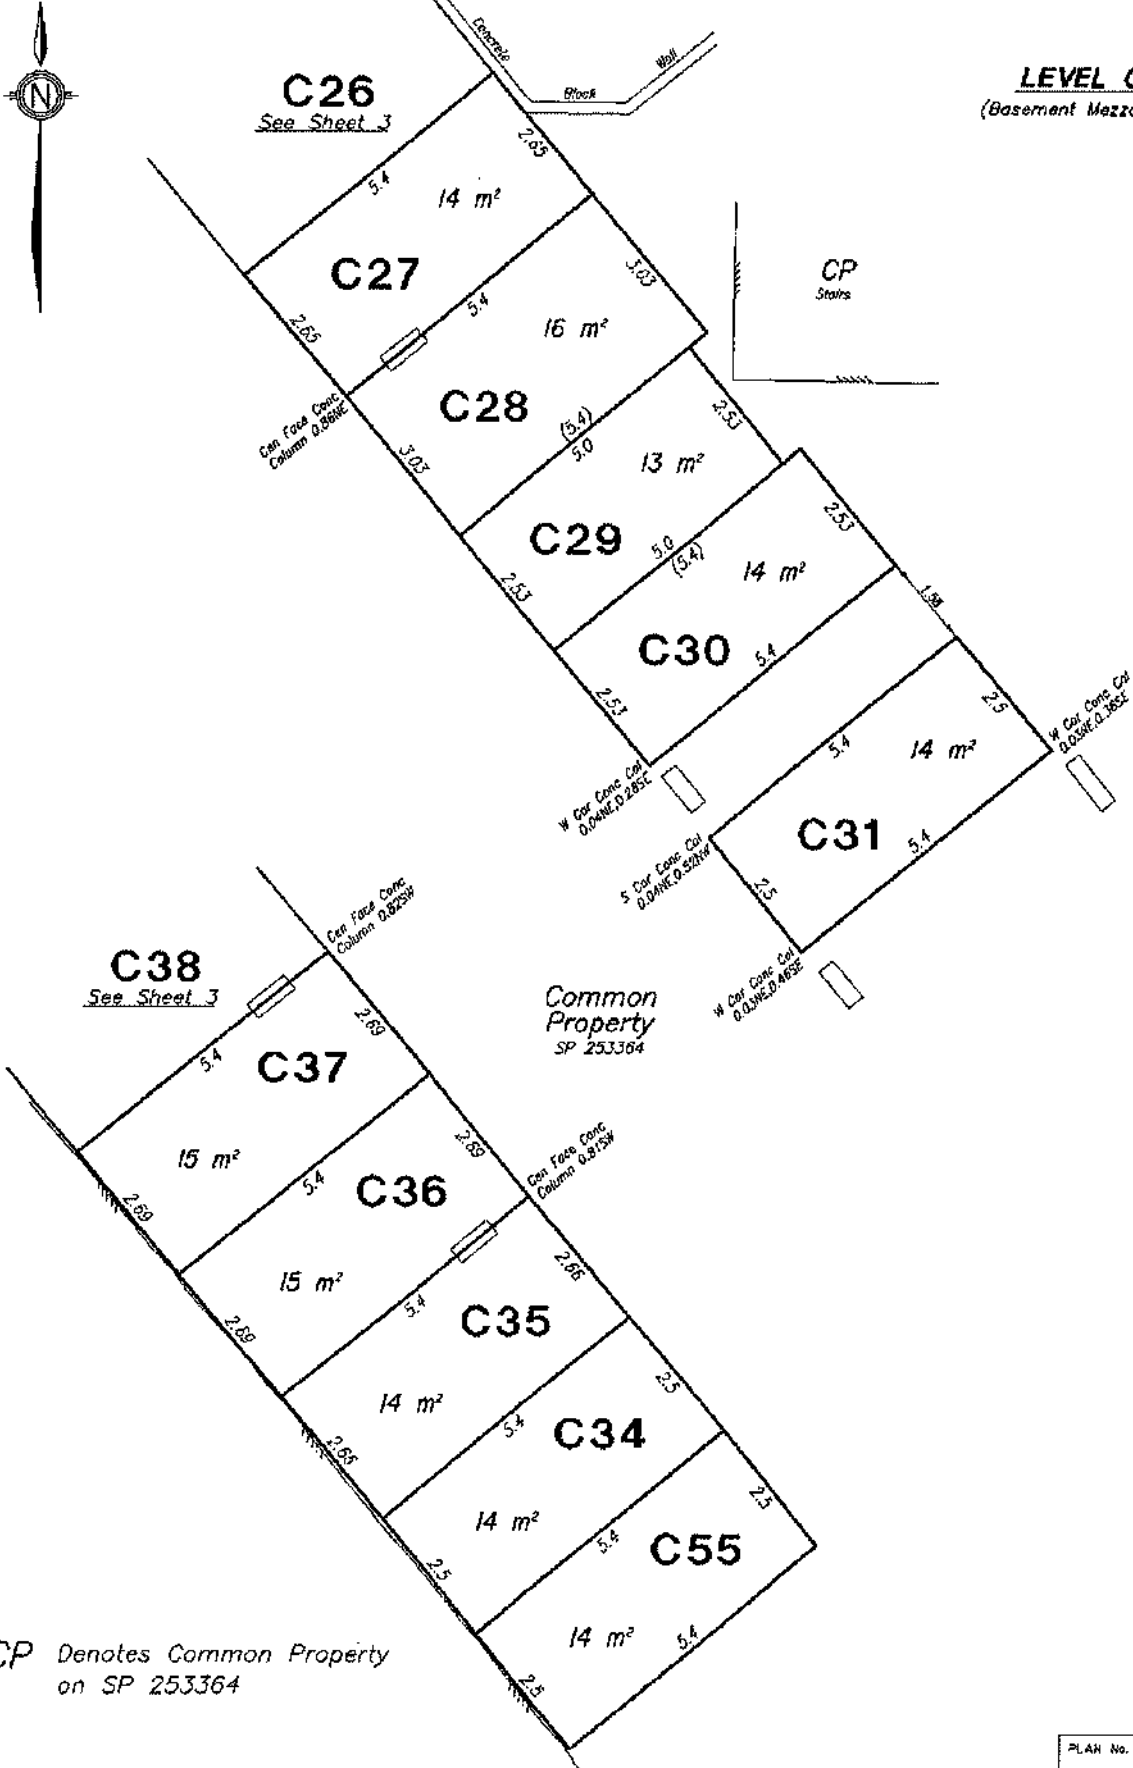 N
Concrete
Block
Wall
LEVEL
(Basement
C26
See Sheet 3
2.65
5.4
14 m²
C27
2.65
5.4
3.03
CP
Stairs
16 m²
C28
Cen Face Conc
Column 0.86NE
3.03
(5.4)
5.0
2.53
13 m²
C29
2.53
5.0
(5.4)
2.53
14 m²
C30
5.4
2.53
1.58
2.5
W Cor Conc Col
0.03NE,0.36SE
5.4
14 m²
W Cor Conc Col
0.04NE,0.28SE
C31
5.4
S Cor Conc Col
0.04NE,0.52NW
2.5
W Cor Conc Col
0.03NE,0.46SE
Cen Face Conc
Column 0.82SW
C38
See Sheet 3
Common
Property
SP 253364
2.69
5.4
C37
15 m²
2.69
Cen Face Conc
Column 0.81SW
2.69
5.4
C36
15 m²
2.69
2.66
5.4
C35
14 m²
2.66
2.5
5.4
C34
14 m²
2.5
2.5
5.4
C55
14 m²
5.4
2.5
CP Denotes Common Property
on SP 253364
PLAN No.